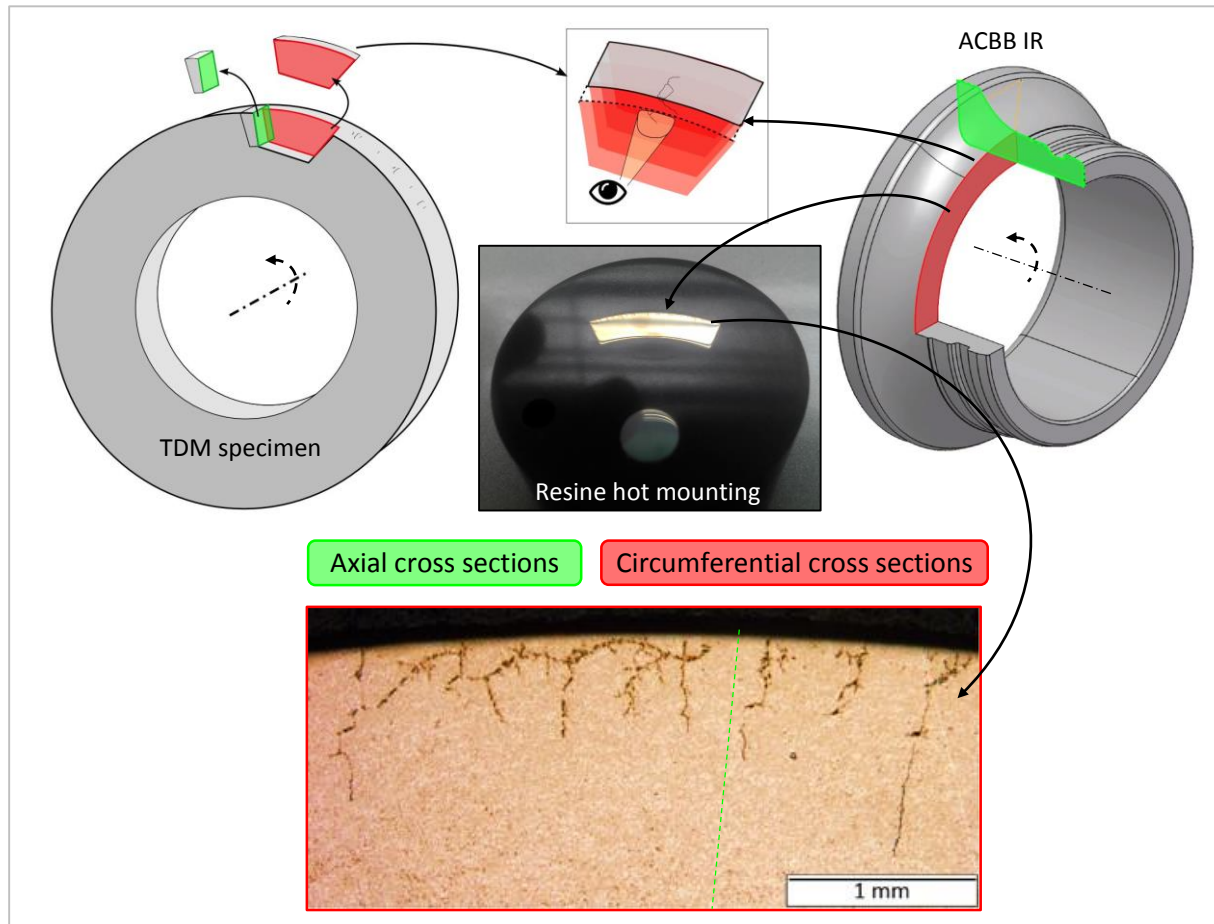 ACBB IR
TDM specimen
Resine hot mounting
Axial cross sections
Circumferential cross sections
1 mm